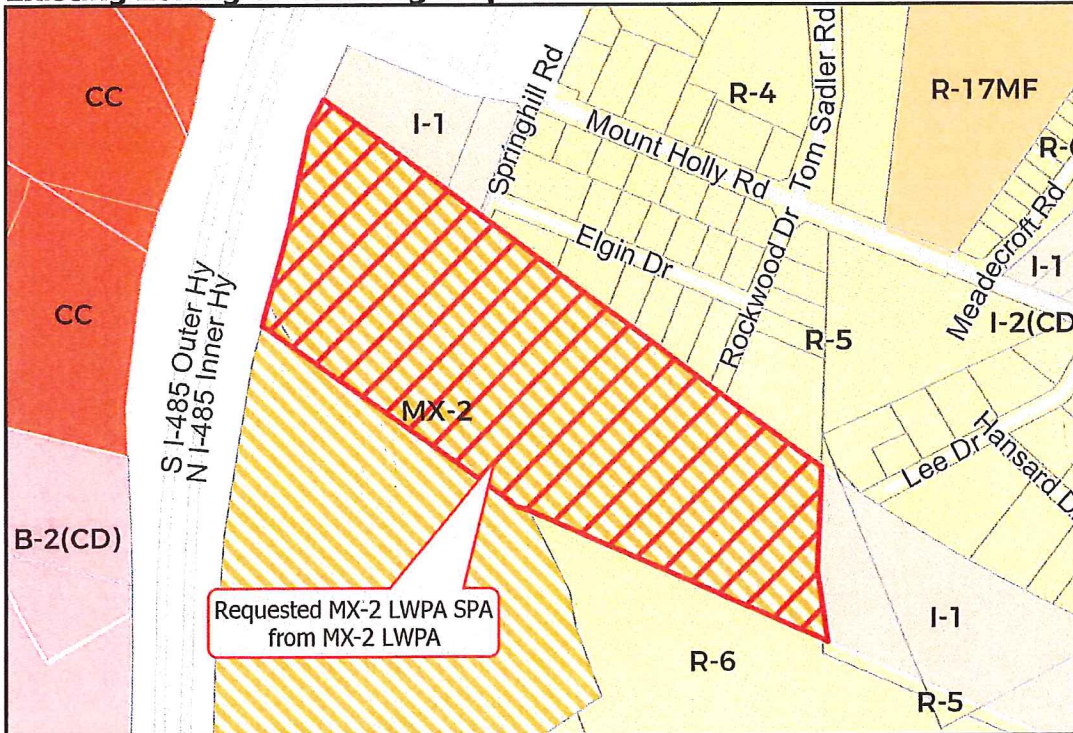 CC
R-4
R-17MF
Tom Sadler Rd
I-1
Springhill Rd
Mount Holly Rd
Elgin Dr
Rockwood Dr
Meadecroft Rd
I-1
CC
I-2(CD
R-5
S I-485 Outer Hy
N I-485 Inner Hy
MX-2
Lee Dr
Hansard D
B-2(CD)
Requested MX-2 LWPA SPA
from MX-2 LWPA
I-1
R-6
R-5